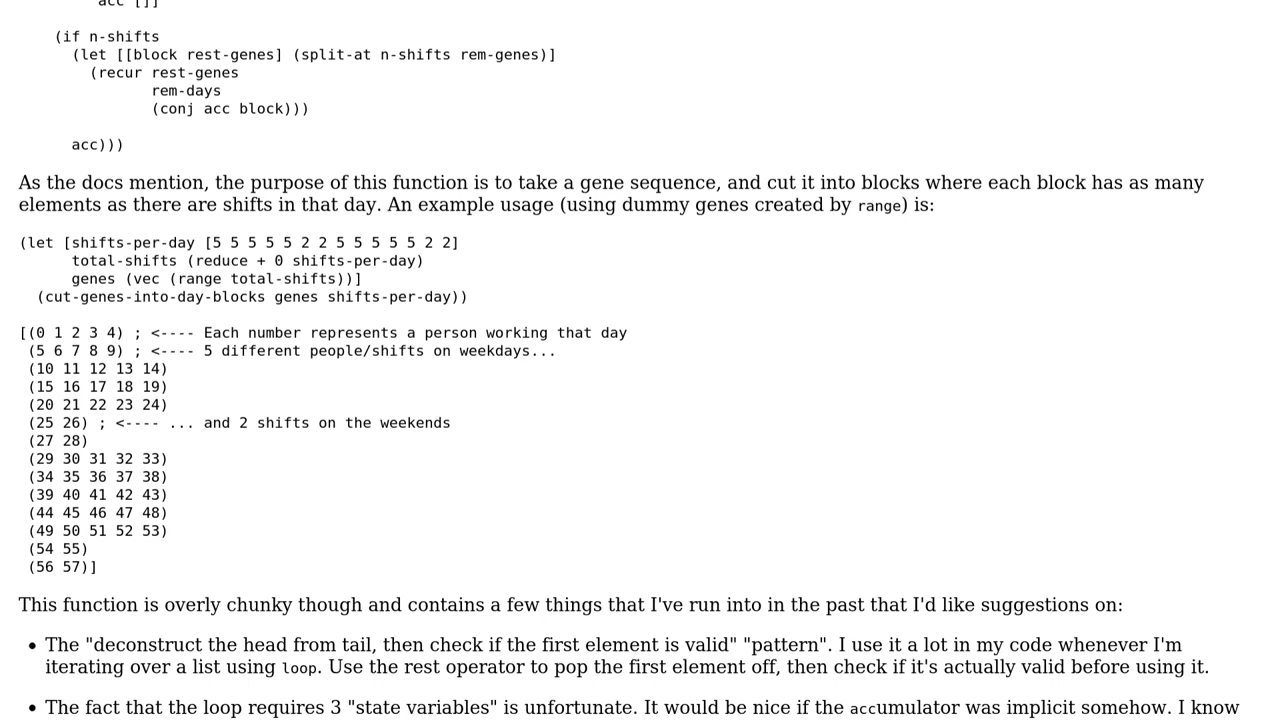 acc []]
(if n-shifts
(let [[block rest-genes] (split-at n-shifts rem-genes)]
(recur rest-genes
rem-days
(conj acc block)))
acc)))
As the docs mention, the purpose of this function is to take a gene sequence, and cut it into blocks where each block has as many
elements as there are shifts in that day. An example usage (using dummy genes created by range) is:
(let [shifts-per-day [5 5 5 5 5 2 2 5 5 5 5 5 2 2]
total-shifts (reduce + 0 shifts-per-day)
genes (vec (range total-shifts))]
(cut-genes-into-day-blocks genes shifts-per-day))
[(0 1 2 3 4) ; <---- Each number represents a person working that day
(5 6 7 8 9) ; <---- 5 different people/shifts on weekdays...
(10 11 12 13 14)
(15 16 17 18 19)
(20 21 22 23 24)
(25 26) ; <---- ... and 2 shifts on the weekends
(27 28)
(29 30 31 32 33)
(34 35 36 37 38)
(39 40 41 42 43)
(44 45 46 47 48)
(49 50 51 52 53)
(54 55)
(56 57)]
This function is overly chunky though and contains a few things that I've run into in the past that I'd like suggestions on:
• The "deconstruct the head from tail, then check if the first element is valid" "pattern". I use it a lot in my code whenever I'm
iterating over a list using loop. Use the rest operator to pop the first element off, then check if it's actually valid before using it.
• The fact that the loop requires 3 "state variables" is unfortunate. It would be nice if the accumulator was implicit somehow. I know